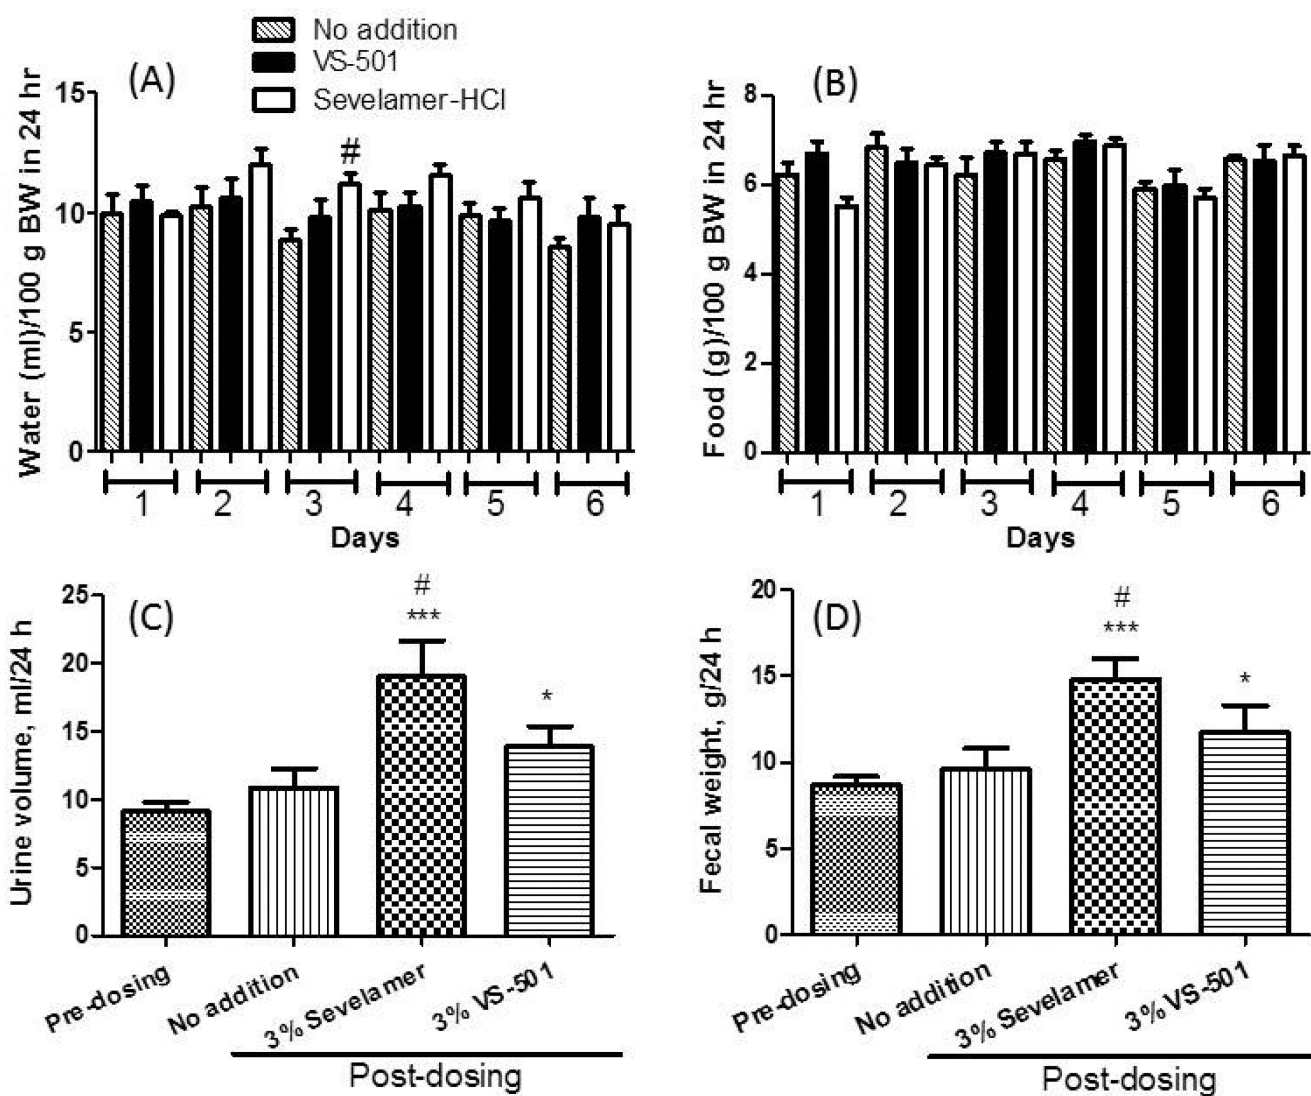 No addition
VS-501
Sevelamer-HCl
(A)
Water (ml)/100 g BW in 24 hr
15
10
5
0
#
1 2 3 4 5 6
Days
(B)
Food (g)/100 g BW in 24 hr
8
6
4
2
0
1 2 3 4 5 6
Days
(C)
Urine volume, ml/24 h
25
20
15
10
5
0
#
***
*
Pre-dosing
No addition
3% Sevelamer
3% VS-501
Post-dosing
(D)
Fecal weight, g/24 h
20
15
10
5
0
#
***
*
Pre-dosing
No addition
3% Sevelamer
3% VS-501
Post-dosing